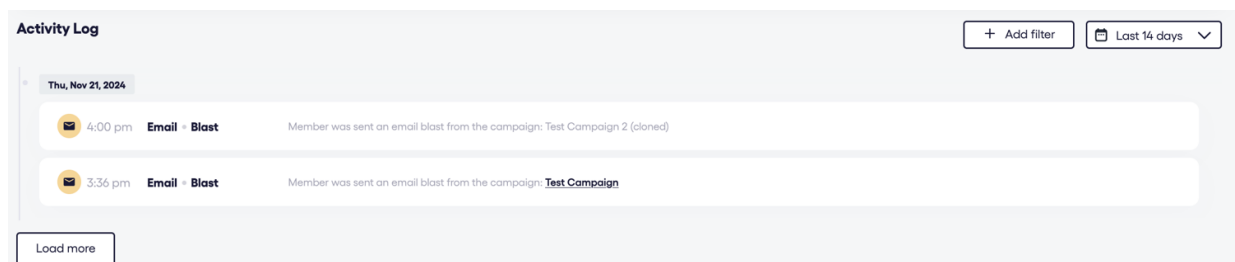 Activity Log
+ Add filter
Last 14 days
Thu, Nov 21, 2024
4:00 pm Email • Blast Member was sent an email blast from the campaign: Test Campaign 2 (cloned)
3:36 pm Email • Blast Member was sent an email blast from the campaign: Test Campaign
Load more